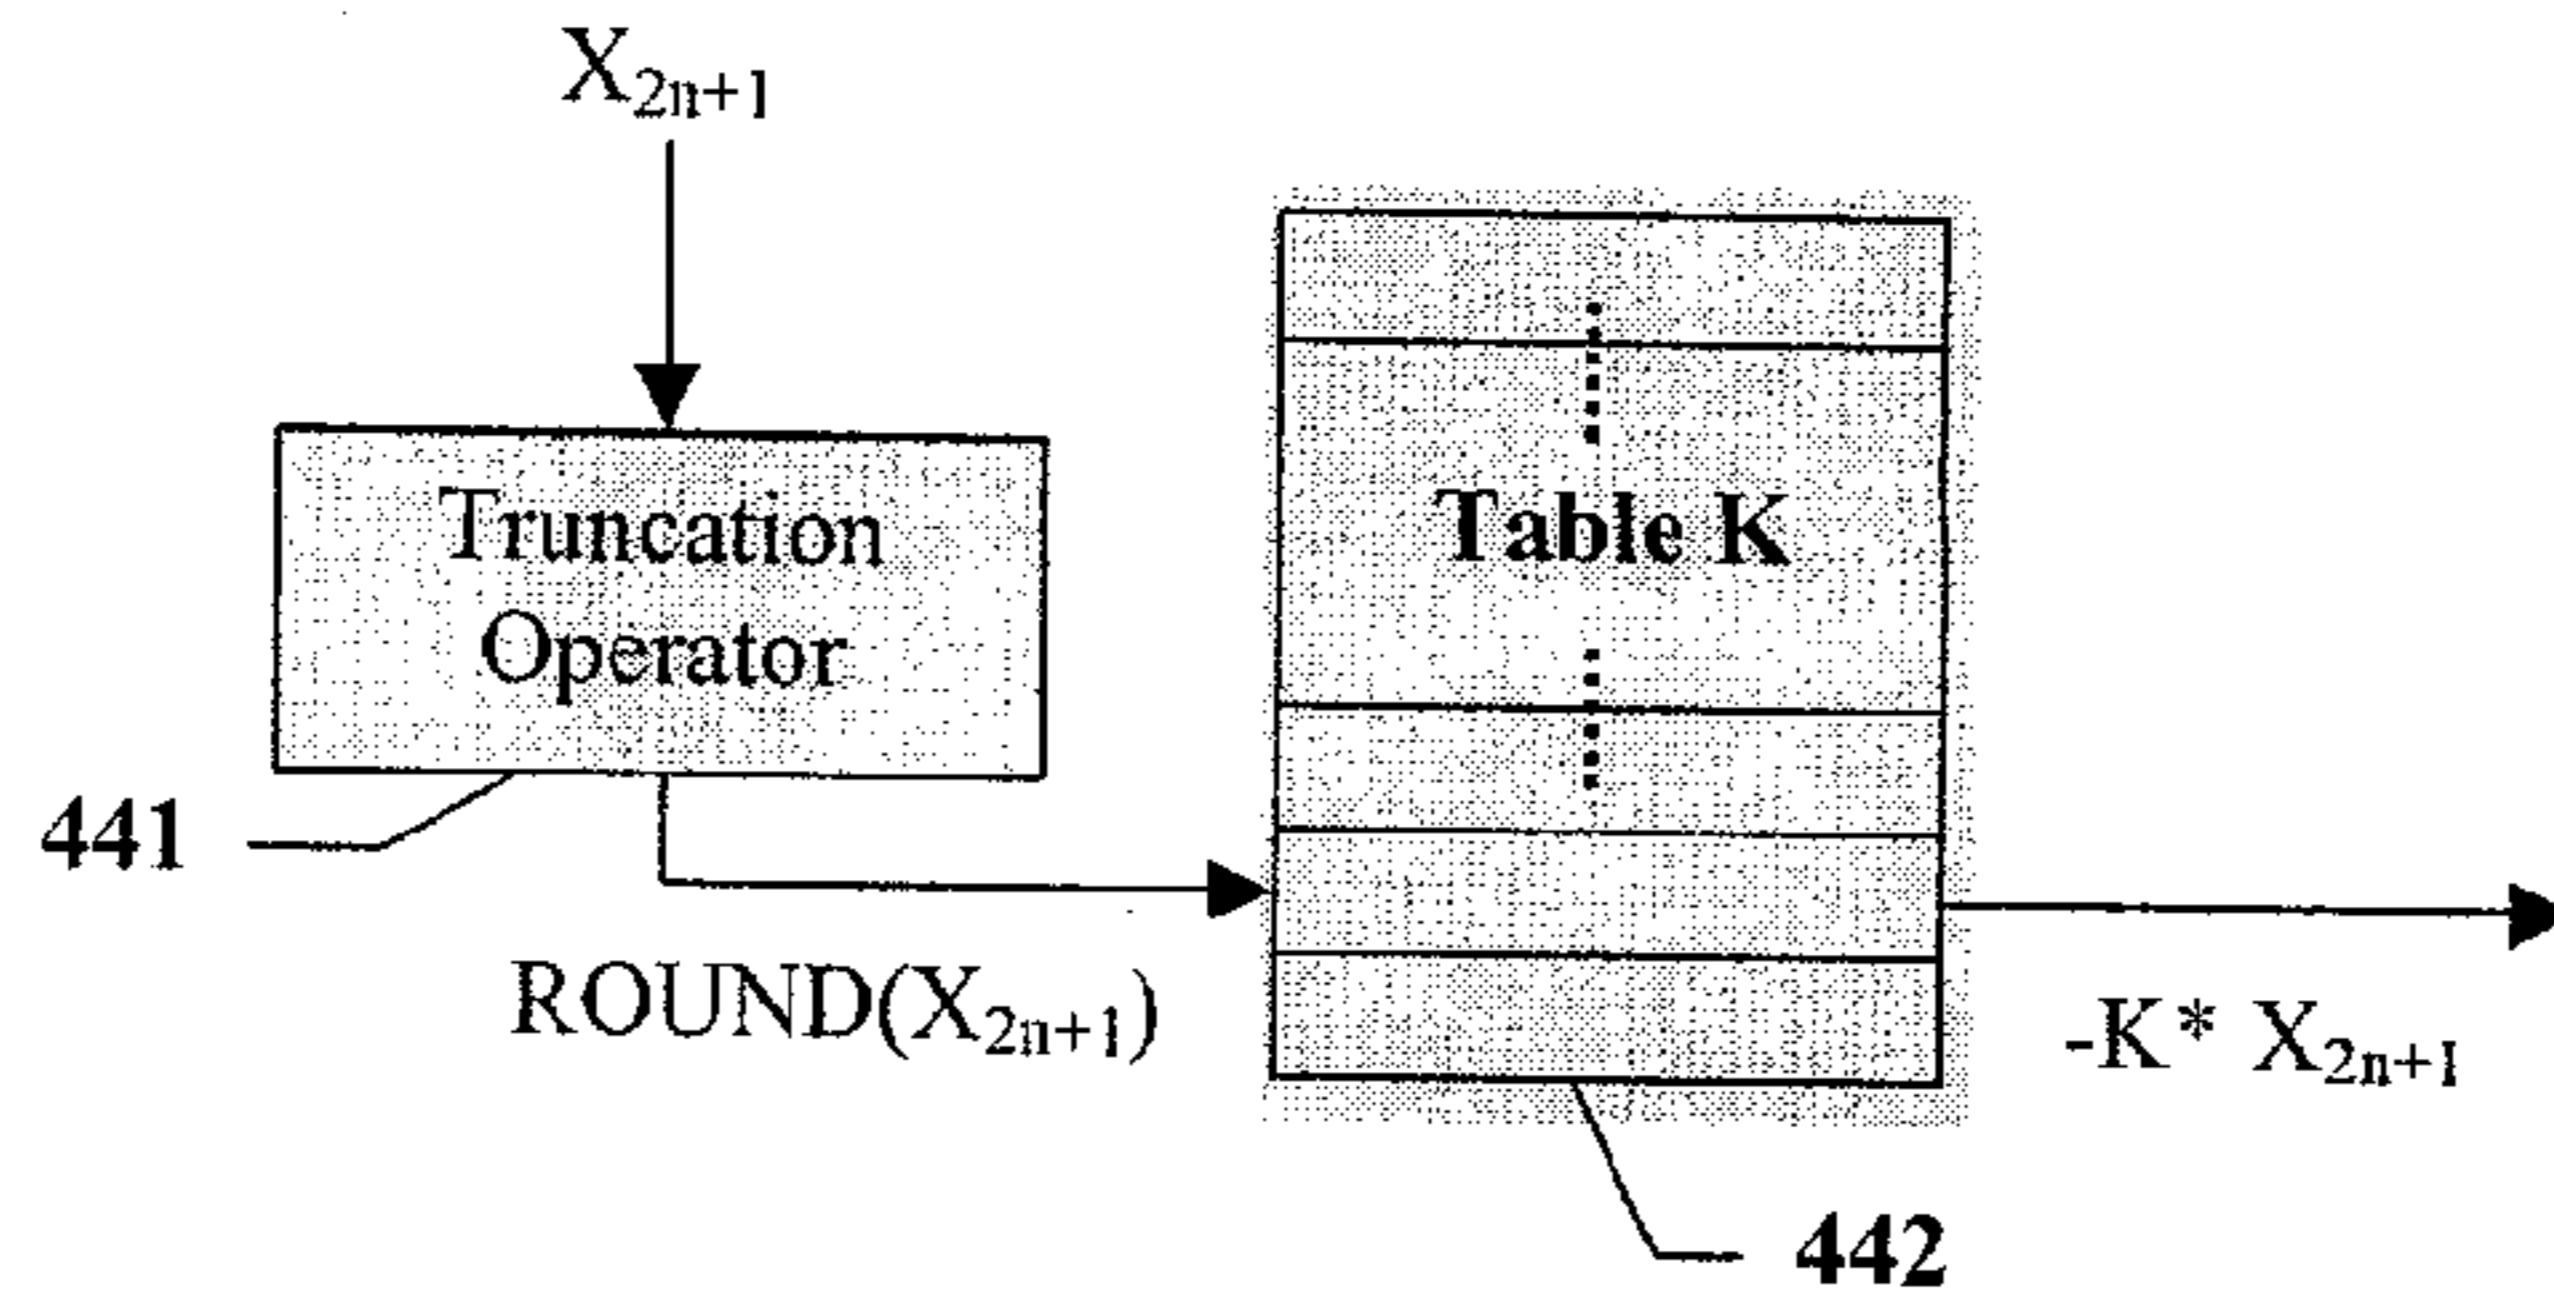 X2n+1
Truncation
Operator
Table K
441
ROUND(X2n+1)
-K* X2n+1
442